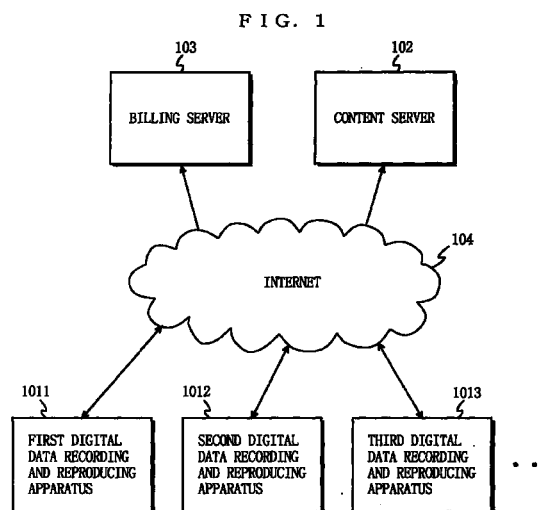 FIG. 1
103
102
BILLING SERVER
CONTENT SERVER
104
INTERNET
1011
1012
1013
FIRST DIGITAL
DATA RECORDING
AND REPRODUCING
APPARATUS
SECOND DIGITAL
DATA RECORDING
AND REPRODUCING
APPARATUS
THIRD DIGITAL
DATA RECORDING
AND REPRODUCING
APPARATUS